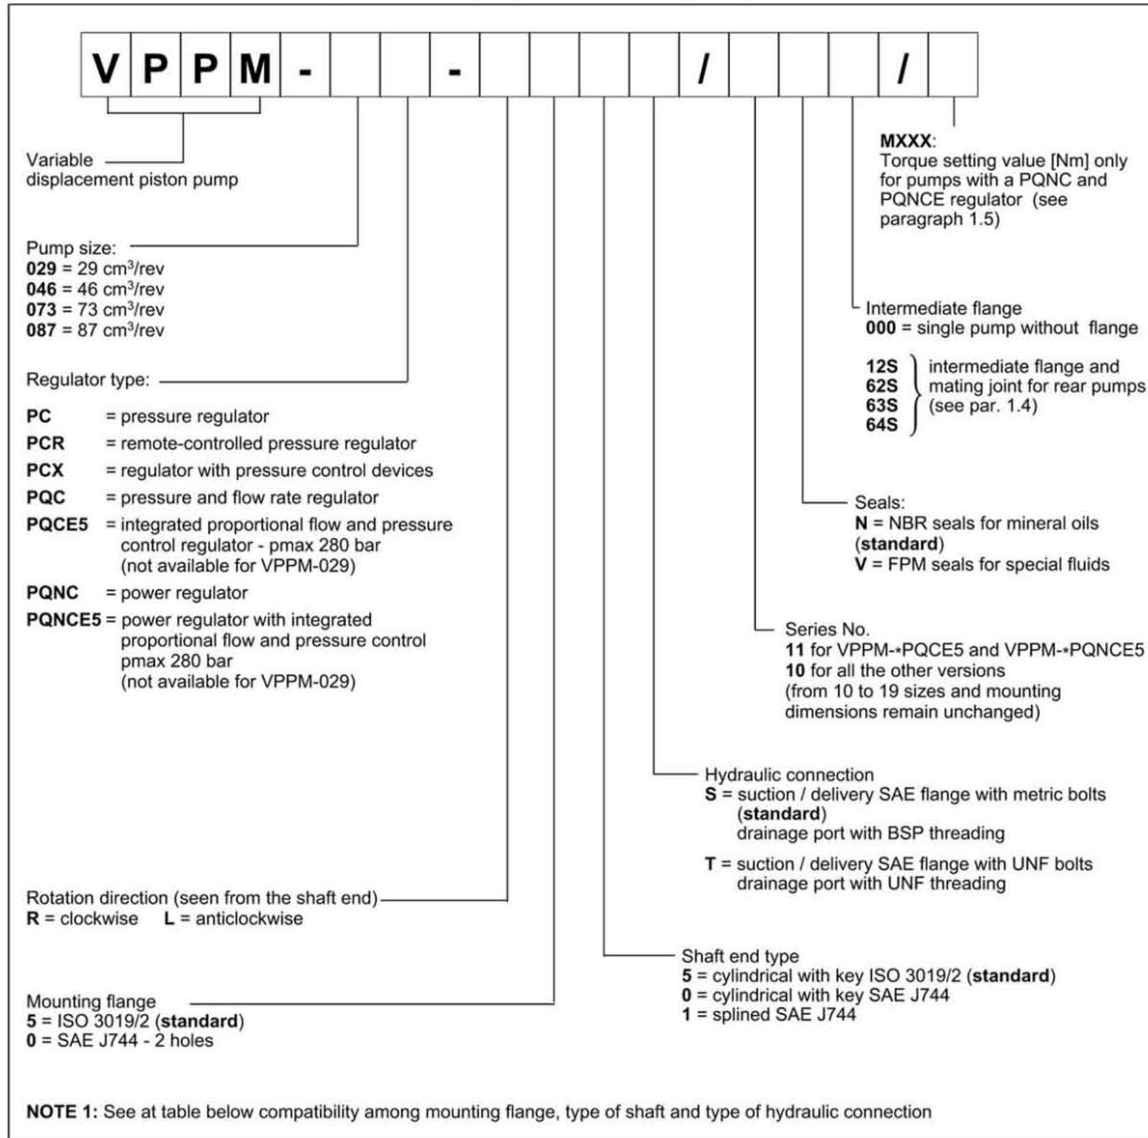 V P P M - - / /
Variable
displacement piston pump
Pump size:
029 = 29 cm³/rev
046 = 46 cm³/rev
073 = 73 cm³/rev
087 = 87 cm³/rev
Regulator type:
PC = pressure regulator
PCR = remote-controlled pressure regulator
PCX = regulator with pressure control devices
PQC = pressure and flow rate regulator
PQCE5 = integrated proportional flow and pressure
control regulator - pmax 280 bar
(not available for VPPM-029)
PQNC = power regulator
PQNCE5 = power regulator with integrated
proportional flow and pressure control
pmax 280 bar
(not available for VPPM-029)
Rotation direction (seen from the shaft end)
R = clockwise L = anticlockwise
Mounting flange
5 = ISO 3019/2 (standard)
0 = SAE J744 - 2 holes
MXXX:
Torque setting value [Nm] only
for pumps with a PQNC and
PQNCE regulator (see
paragraph 1.5)
Intermediate flange
000 = single pump without flange
12S
62S
63S
64S
intermediate flange and
mating joint for rear pumps
(see par. 1.4)
Seals:
N = NBR seals for mineral oils
(standard)
V = FPM seals for special fluids
Series No.
11 for VPPM-*PQCE5 and VPPM-*PQNCE5
10 for all the other versions
(from 10 to 19 sizes and mounting
dimensions remain unchanged)
Hydraulic connection
S = suction / delivery SAE flange with metric bolts
(standard)
drainage port with BSP threading
T = suction / delivery SAE flange with UNF bolts
drainage port with UNF threading
Shaft end type
5 = cylindrical with key ISO 3019/2 (standard)
0 = cylindrical with key SAE J744
1 = splined SAE J744
NOTE 1: See at table below compatibility among mounting flange, type of shaft and type of hydraulic connection